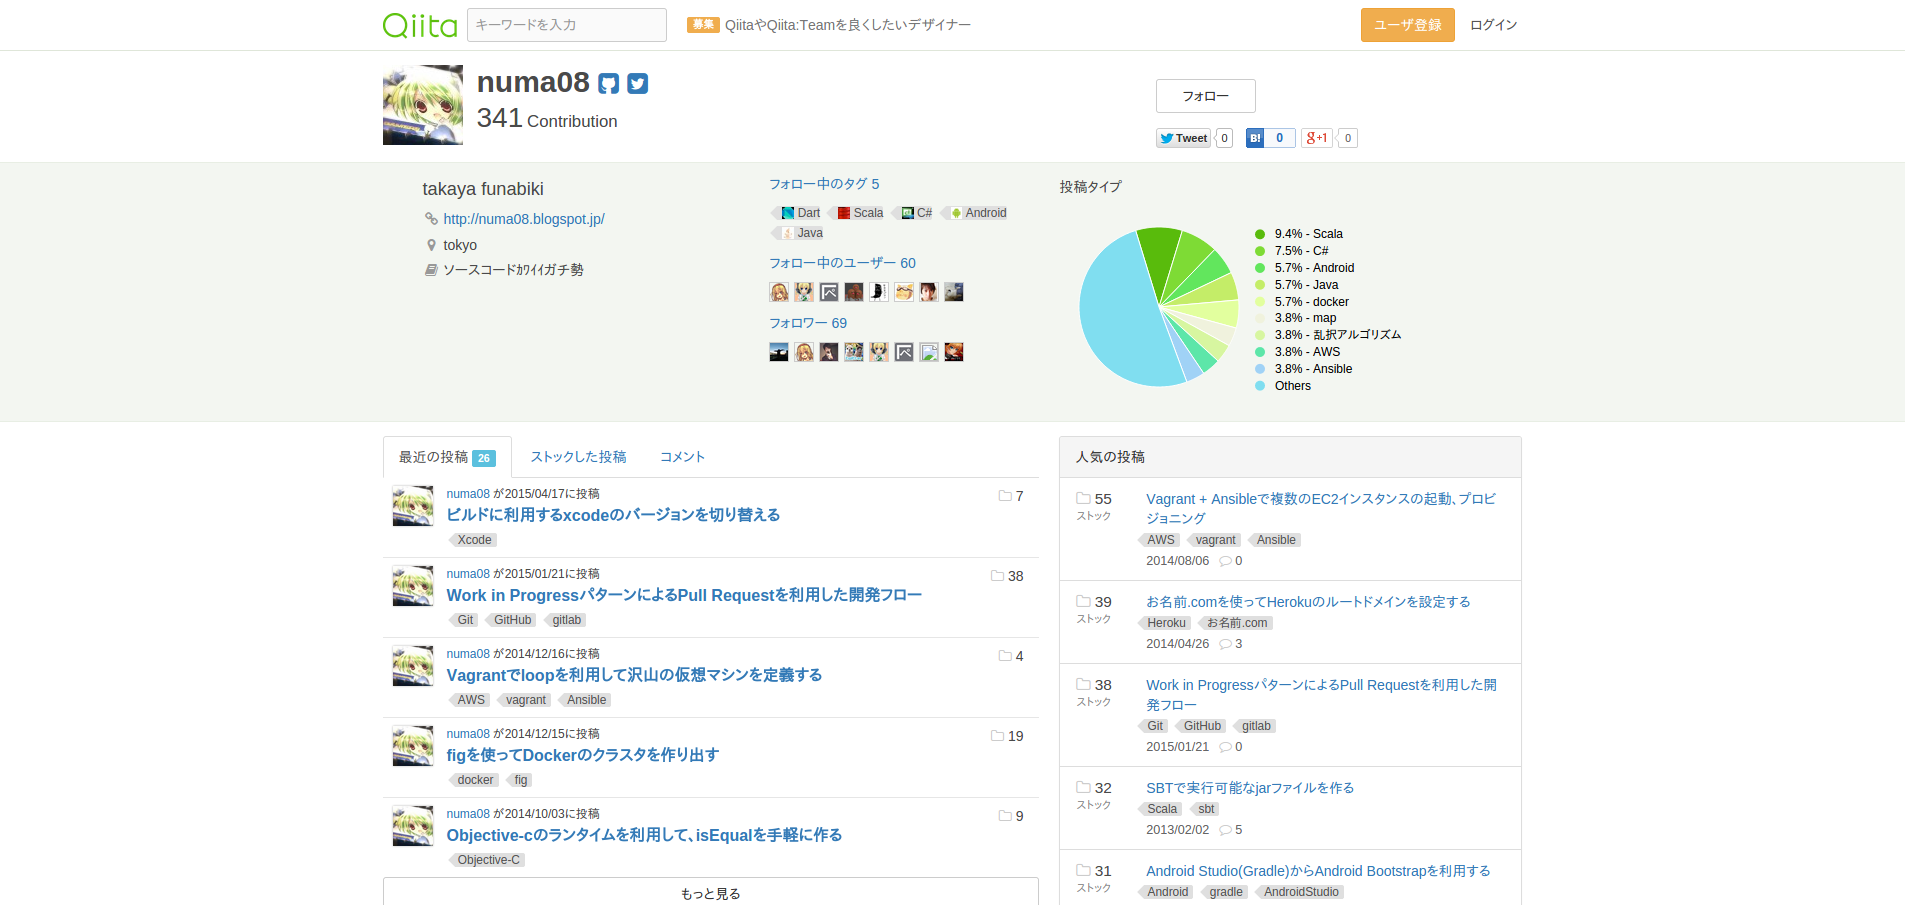 Qiita
キーワードを入力
募集 QiitaやQiita:Teamを良くしたいデザイナー
ユーザ登録
ログイン
numa08
341 Contribution
フォロー
Tweet 0
B! 0
g+1 0
takaya funabiki
http://numa08.blogspot.jp/
tokyo
ソースコードｶﾜｲｲガチ勢
フォロー中のタグ 5
Dart Scala C# Android
Java
フォロー中のユーザー 60
フォロワー 69
投稿タイプ
9.4% - Scala
7.5% - C#
5.7% - Android
5.7% - Java
5.7% - docker
3.8% - map
3.8% - 乱択アルゴリズム
3.8% - AWS
3.8% - Ansible
Others
最近の投稿 26
ストックした投稿
コメント
numa08 が2015/04/17に投稿
7
ビルドに利用するxcodeのバージョンを切り替える
Xcode
numa08 が2015/01/21に投稿
38
Work in ProgressパターンによるPull Requestを利用した開発フロー
Git GitHub gitlab
numa08 が2014/12/16に投稿
4
Vagrantでloopを利用して沢山の仮想マシンを定義する
AWS vagrant Ansible
numa08 が2014/12/15に投稿
19
figを使ってDockerのクラスタを作り出す
docker fig
numa08 が2014/10/03に投稿
9
Objective-cのランタイムを利用して、isEqualを手軽に作る
Objective-C
もっと見る
人気の投稿
55
ストック
Vagrant + Ansibleで複数のEC2インスタンスの起動、プロビ
ジョニング
AWS vagrant Ansible
2014/08/06 0
39
ストック
お名前.comを使ってHerokuのルートドメインを設定する
Heroku お名前.com
2014/04/26 3
38
ストック
Work in ProgressパターンによるPull Requestを利用した開
発フロー
Git GitHub gitlab
2015/01/21 0
32
ストック
SBTで実行可能なjarファイルを作る
Scala sbt
2013/02/02 5
31
ストック
Android Studio(Gradle)からAndroid Bootstrapを利用する
Android gradle AndroidStudio